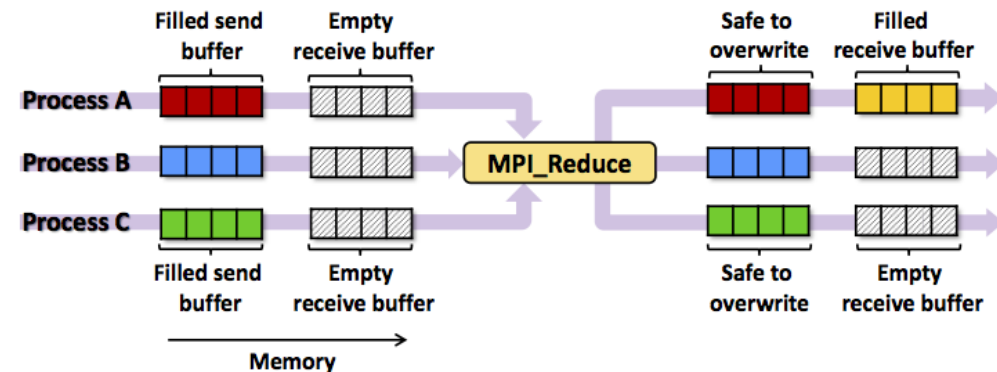 Filled send
buffer
Empty
receive buffer
Safe to
overwrite
Filled
receive buffer
Process A
Process B
MPI_Reduce
Process C
Filled send
buffer
Empty
receive buffer
Safe to
overwrite
Empty
receive buffer
Memory